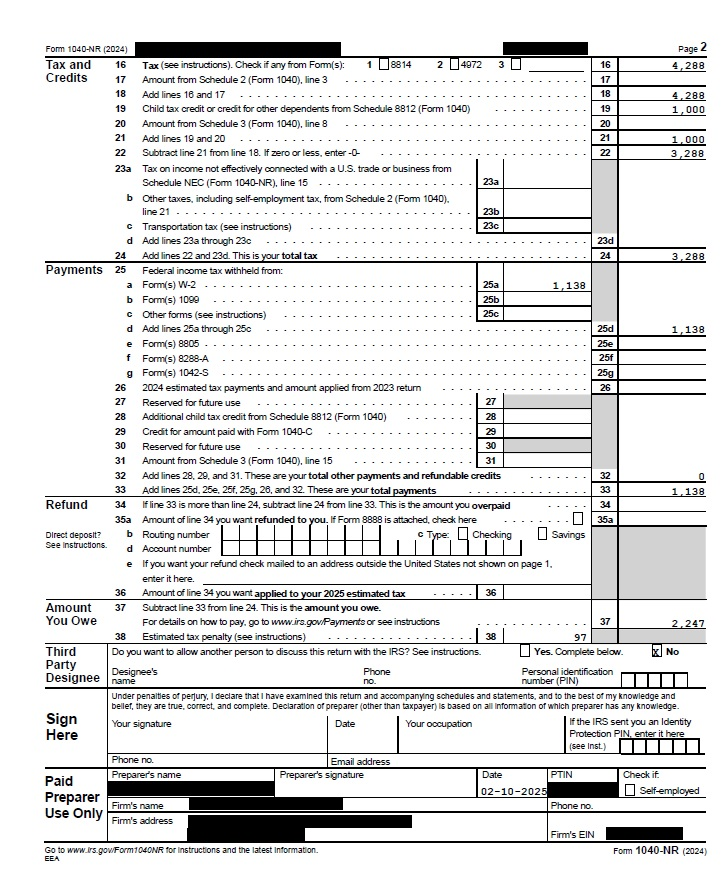 Form 1040-NR (2024) Page 2
Tax and Credits
16 Tax (see instructions). Check if any from Form(s): 1 8814 2 4972 3 16 4,288
17 Amount from Schedule 2 (Form 1040), line 3 17
18 Add lines 16 and 17 18 4,288
19 Child tax credit or credit for other dependents from Schedule 8812 (Form 1040) 19 1,000
20 Amount from Schedule 3 (Form 1040), line 8 20
21 Add lines 19 and 20 21 1,000
22 Subtract line 21 from line 18. If zero or less, enter -0- 22 3,288
23a Tax on income not effectively connected with a U.S. trade or business from
Schedule NEC (Form 1040-NR), line 15 23a
b Other taxes, including self-employment tax, from Schedule 2 (Form 1040),
line 21 23b
c Transportation tax (see instructions) 23c
d Add lines 23a through 23c 23d
24 Add lines 22 and 23d. This is your total tax 24 3,288
Payments
25 Federal income tax withheld from:
a Form(s) W-2 25a 1,138
b Form(s) 1099 25b
c Other forms (see instructions) 25c
d Add lines 25a through 25c 25d 1,138
e Form(s) 8805 25e
f Form(s) 8288-A 25f
g Form(s) 1042-S 25g
26 2024 estimated tax payments and amount applied from 2023 return 26
27 Reserved for future use 27
28 Additional child tax credit from Schedule 8812 (Form 1040) 28
29 Credit for amount paid with Form 1040-C 29
30 Reserved for future use 30
31 Amount from Schedule 3 (Form 1040), line 15 31
32 Add lines 28, 29, and 31. These are your total other payments and refundable credits 32 0
33 Add lines 25d, 25e, 25f, 25g, 26, and 32. These are your total payments 33 1,138
Refund
34 If line 33 is more than line 24, subtract line 24 from line 33. This is the amount you overpaid 34
35a Amount of line 34 you want refunded to you. If Form 8888 is attached, check here 35a
Direct deposit?
See instructions.
b Routing number c Type: Checking Savings
d Account number
e If you want your refund check mailed to an address outside the United States not shown on page 1,
enter it here.
36 Amount of line 34 you want applied to your 2025 estimated tax 36
Amount You Owe
37 Subtract line 33 from line 24. This is the amount you owe.
For details on how to pay, go to www.irs.gov/Payments or see instructions 37 2,247
38 Estimated tax penalty (see instructions) 38 97
Third Party Designee
Do you want to allow another person to discuss this return with the IRS? See instructions. Yes. Complete below. X No
Designee's name Phone no. Personal identification number (PIN)
Sign Here
Under penalties of perjury, I declare that I have examined this return and accompanying schedules and statements, and to the best of my knowledge and
belief, they are true, correct, and complete. Declaration of preparer (other than taxpayer) is based on all information of which preparer has any knowledge.
Your signature Date Your occupation If the IRS sent you an Identity
Protection PIN, enter it here
(see inst.)
Phone no. Email address
Paid Preparer Use Only
Preparer's name Preparer's signature Date PTIN Check if:
02-10-2025 Self-employed
Firm's name Phone no.
Firm's address
Firm's EIN
Go to www.irs.gov/Form1040NR for instructions and the latest information. Form 1040-NR (2024)
EEA